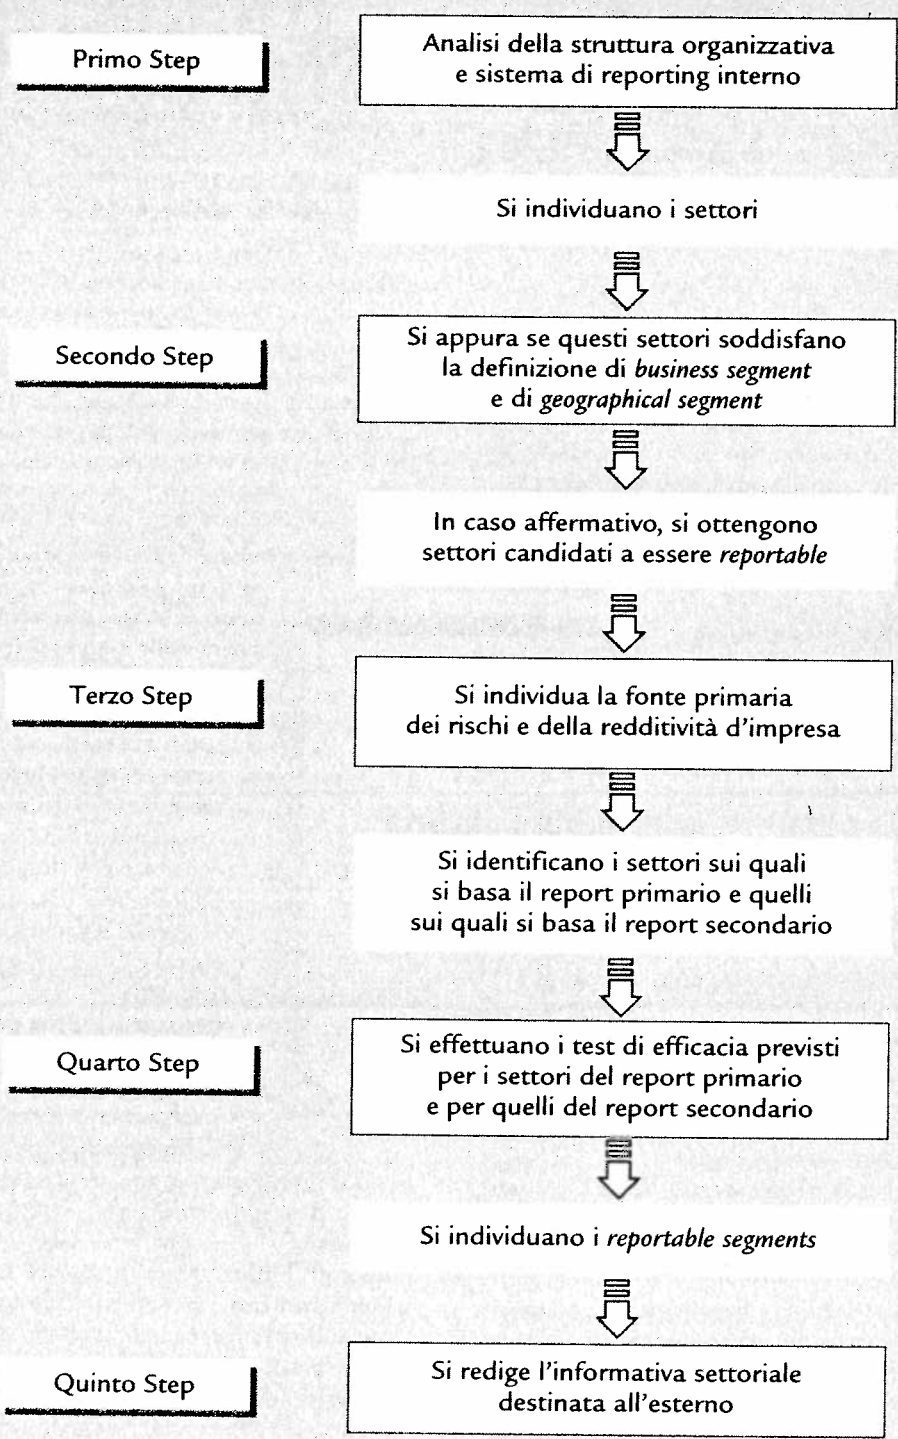 Primo Step
Analisi della struttura organizzativa
e sistema di reporting interno
Si individuano i settori
Secondo Step
Si appura se questi settori soddisfano
la definizione di business segment
e di geographical segment
In caso affermativo, si ottengono
settori candidati a essere reportable
Terzo Step
Si individua la fonte primaria
dei rischi e della redditività d'impresa
Si identificano i settori sui quali
si basa il report primario e quelli
sui quali si basa il report secondario
Quarto Step
Si effettuano i test di efficacia previsti
per i settori del report primario
e per quelli del report secondario
Si individuano i reportable segments
Quinto Step
Si redige l'informativa settoriale
destinata all'esterno